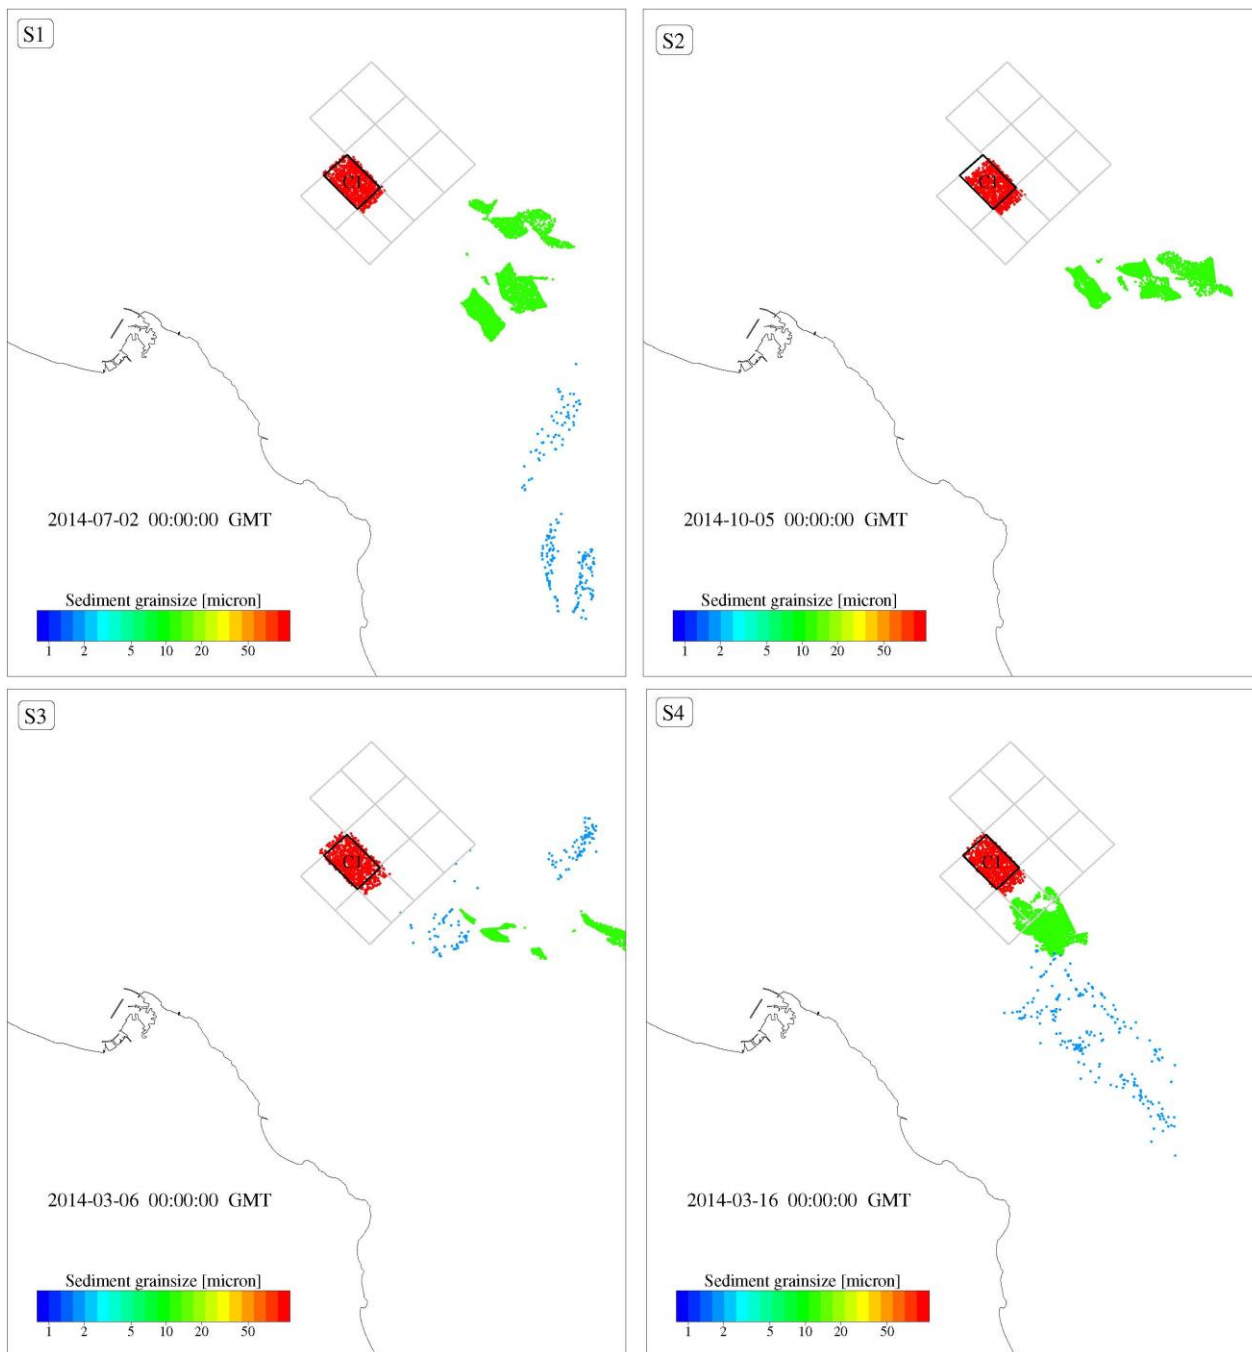 S1
C1
2014-07-02 00:00:00 GMT
Sediment grainsize [micron]
1 2 5 10 20 50
S2
C1
2014-10-05 00:00:00 GMT
Sediment grainsize [micron]
1 2 5 10 20 50
S3
C1
2014-03-06 00:00:00 GMT
Sediment grainsize [micron]
1 2 5 10 20 50
S4
C1
2014-03-16 00:00:00 GMT
Sediment grainsize [micron]
1 2 5 10 20 50